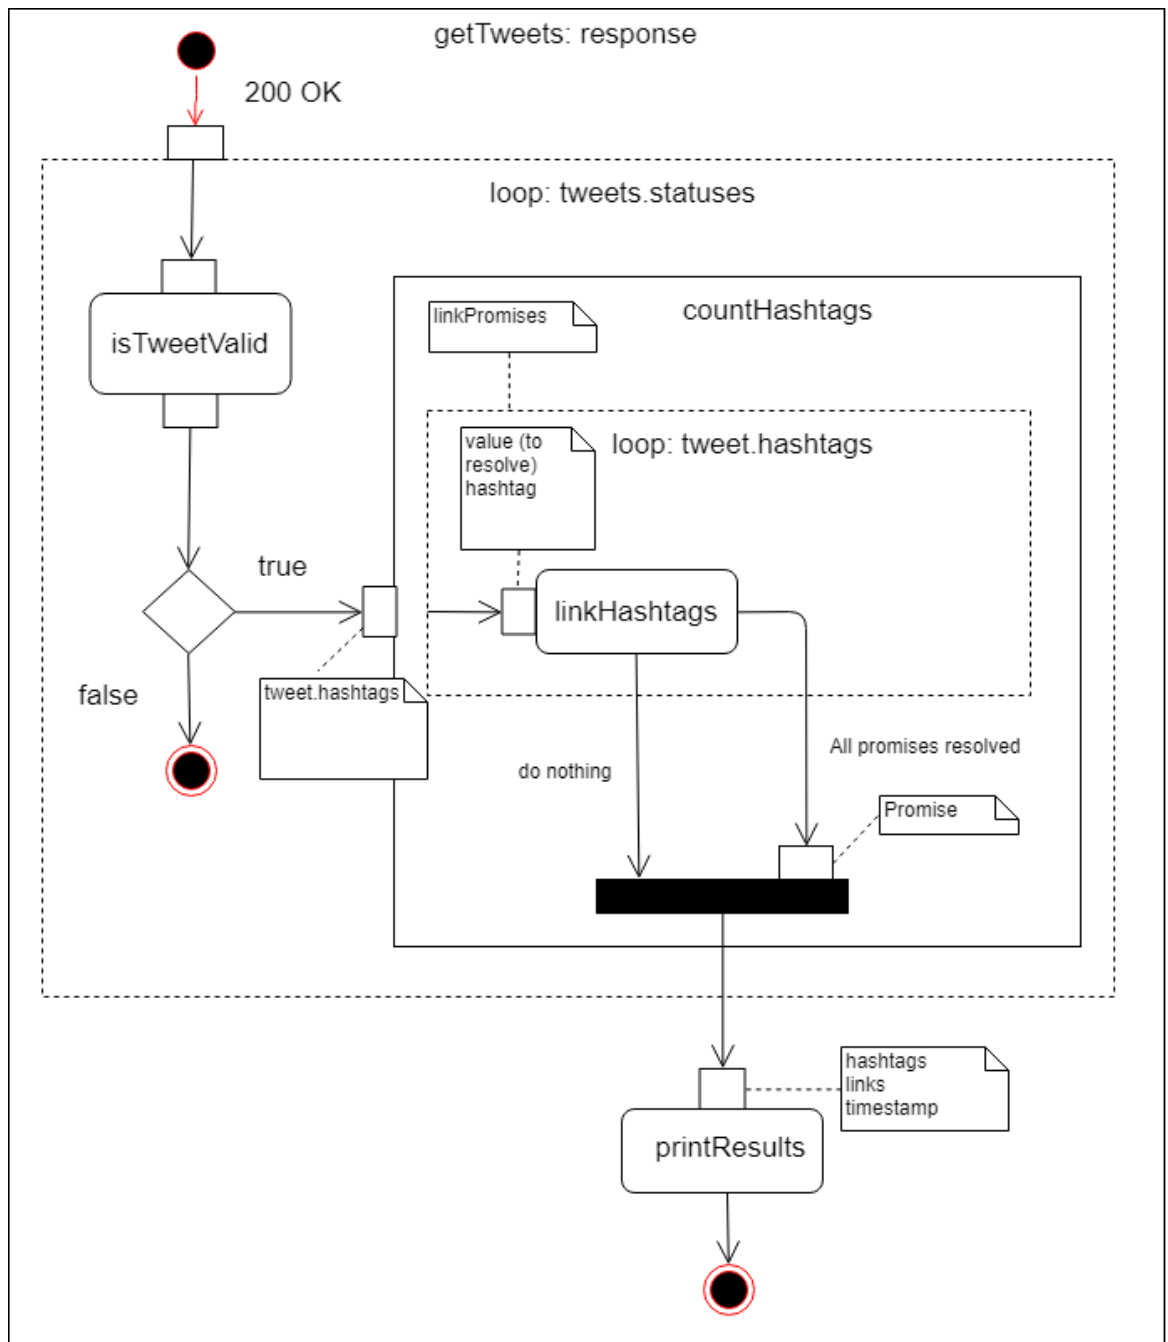 getTweets: response
200 OK
loop: tweets.statuses
countHashtags
linkPromises
isTweetValid
loop: tweet.hashtags
value (to
resolve)
hashtag
true
linkHashtags
false
tweet.hashtags
All promises resolved
do nothing
Promise
hashtags
links
timestamp
printResults